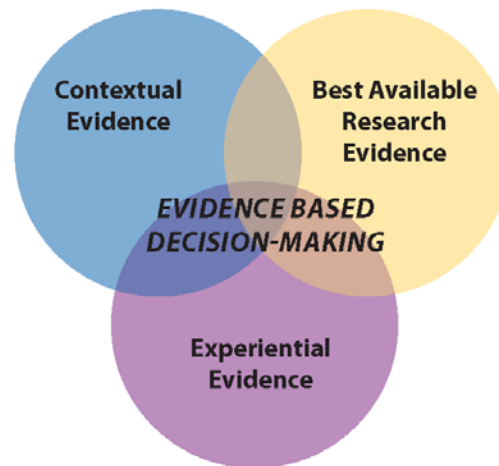 Contextual
Evidence
Best Available
Research
Evidence
EVIDENCE BASED
DECISION-MAKING
Experiential
Evidence